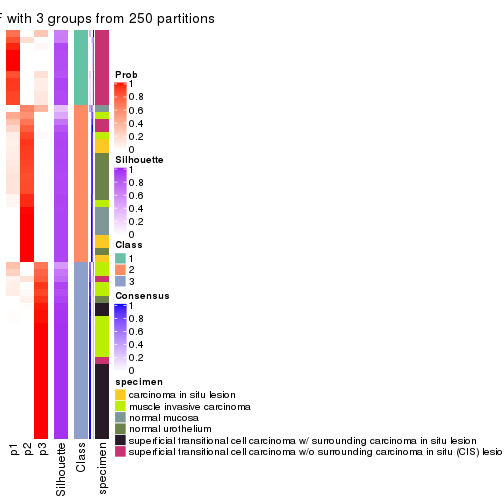 F with 3 groups from 250 partitions
Prob
1
0.8
0.6
0.4
0.2
0
Silhouette
1
0.8
0.6
0.4
0.2
0
Class
1
2
3
Consensus
1
0.8
0.6
0.4
0.2
0
specimen
carcinoma in situ lesion
muscle invasive carcinoma
normal mucosa
normal urothelium
superficial transitional cell carcinoma w/ surrounding carcinoma in situ lesion
superficial transitional cell carcinoma w/o surrounding carcinoma in situ (CIS) lesio
p1
p2
p3
Silhouette
Class
specimen